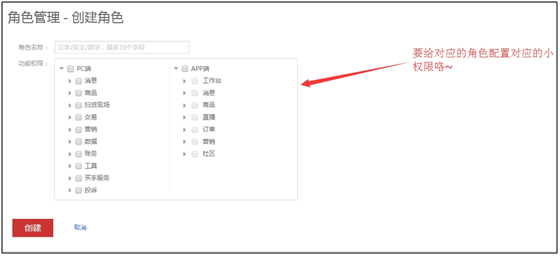 角色管理 - 创建角色
角色名称：
汉字/英文/数字，最多10个字符
功能权限：
PC端
消息
商品
扫货现场
交易
营销
数据
账务
工具
买手服务
投诉
APP端
工作台
消息
商品
直播
订单
营销
社区
要给对应的角色配置对应的小
权限咯~
创建
取消